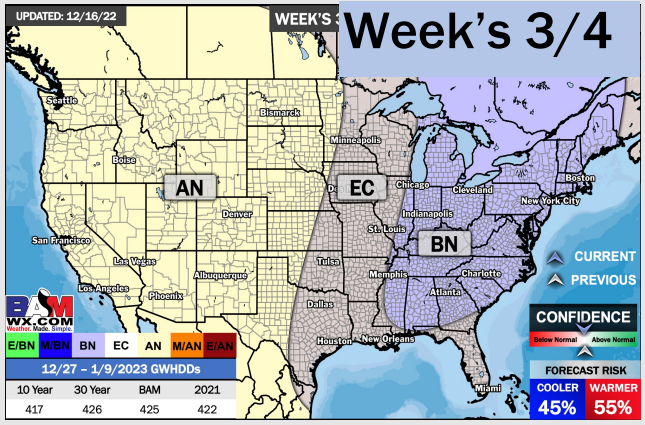 UPDATED: 12/16/22
WEEK'S 3
Week's 3/4
Seattle
Bismarck
Minneapolis
Boise
AN
EC
Chicago
Cleveland
Boston
New York City
Denver
Indianapolis
St. Louis
BN
San Francisco
Las Vegas
Tulsa
Memphis
Charlotte
CURRENT
Los Angeles
Phoenix
Albuquerque
Atlanta
PREVIOUS
Dallas
BAM
WX.COM
Weather. Made. Simple.
Houston
New Orleans
CONFIDENCE
Below Normal
Above Normal
E/BN M/BN BN EC AN M/AN E/AN
FORECAST RISK
12/27 – 1/9/2023 GWHDDs
COOLER WARMER
10 Year 30 Year BAM 2021
Miami
45% 55%
417 426 425 422